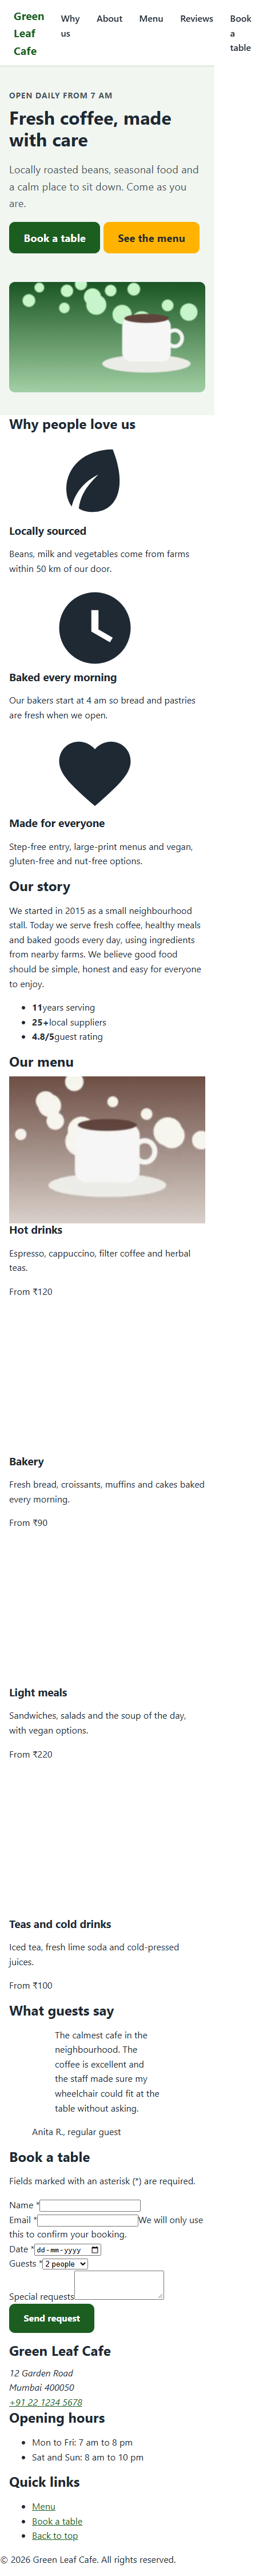 Green
Leaf
Cafe
Why
us
About
Menu
Reviews
Book
a
table
OPEN DAILY FROM 7 AM
Fresh coffee, made
with care
Locally roasted beans, seasonal food and
a calm place to sit down. Come as you
are.
Book a table
See the menu
Why people love us
Locally sourced
Beans, milk and vegetables come from farms
within 50 km of our door.
Baked every morning
Our bakers start at 4 am so bread and pastries
are fresh when we open.
Made for everyone
Step-free entry, large-print menus and vegan,
gluten-free and nut-free options.
Our story
We started in 2015 as a small neighbourhood
stall. Today we serve fresh coffee, healthy meals
and baked goods every day, using ingredients
from nearby farms. We believe good food
should be simple, honest and easy for everyone
to enjoy.
11years serving
25+local suppliers
4.8/5guest rating
Our menu
Hot drinks
Espresso, cappuccino, filter coffee and herbal
teas.
From ₹120
Bakery
Fresh bread, croissants, muffins and cakes baked
every morning.
From ₹90
Light meals
Sandwiches, salads and the soup of the day,
with vegan options.
From ₹220
Teas and cold drinks
Iced tea, fresh lime soda and cold-pressed
juices.
From ₹100
What guests say
The calmest cafe in the
neighbourhood. The
coffee is excellent and
the staff made sure my
wheelchair could fit at the
table without asking.
Anita R., regular guest
Book a table
Fields marked with an asterisk (*) are required.
Name *
Email * We will only use
this to confirm your booking.
Date * dd-mm-yyyy
Guests * 2 people
Special requests
Send request
Green Leaf Cafe
12 Garden Road
Mumbai 400050
+91 22 1234 5678
Opening hours
Mon to Fri: 7 am to 8 pm
Sat and Sun: 8 am to 10 pm
Quick links
Menu
Book a table
Back to top
© 2026 Green Leaf Cafe. All rights reserved.